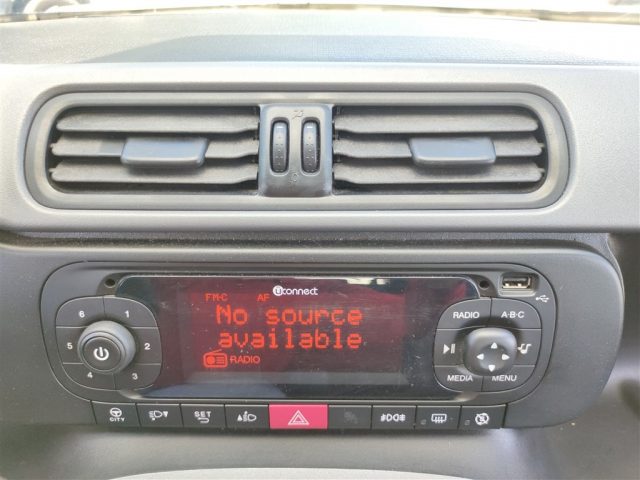 FM-C AF uconnect
No source
available
RADIO
6 1
5 2
4 3
RADIO A·B·C
MEDIA MENU
CITY SET